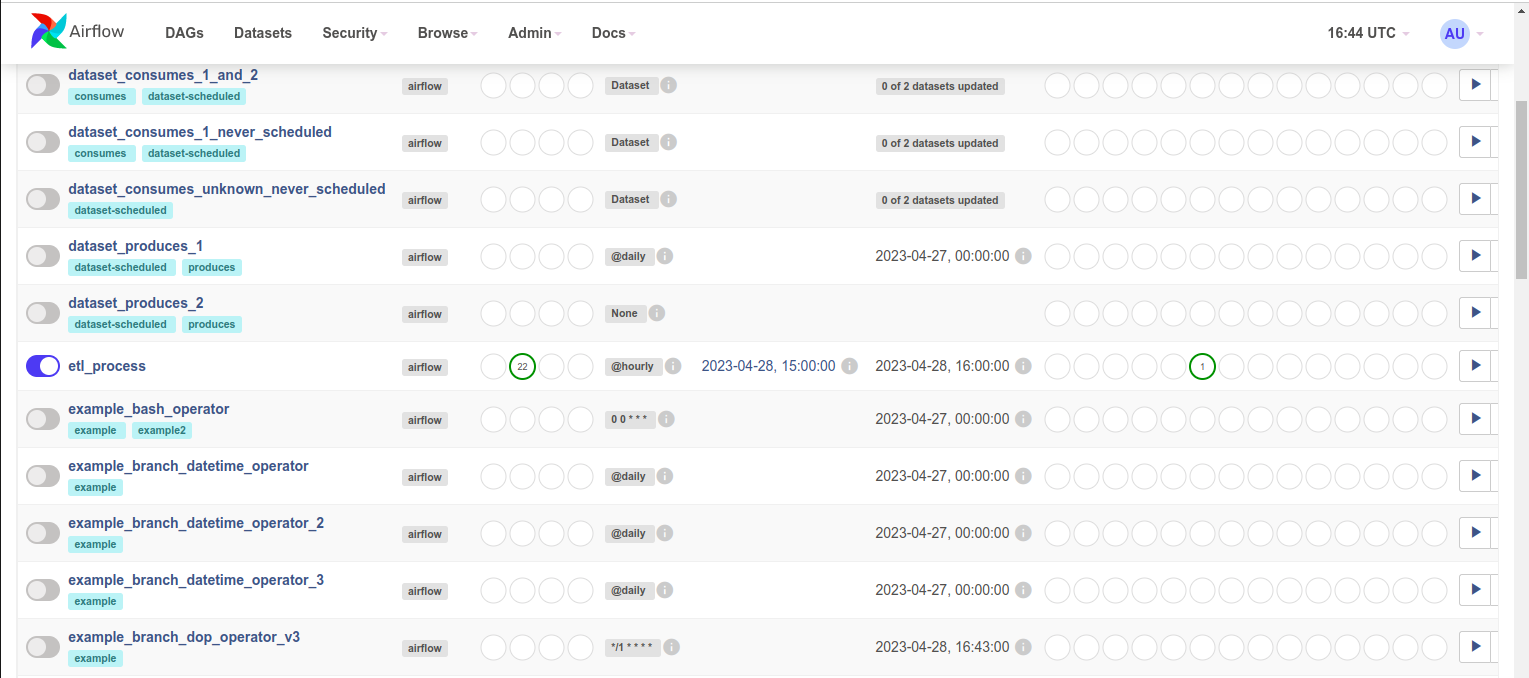 Airflow DAGs Datasets Security Browse Admin Docs 16:44 UTC AU
dataset_consumes_1_and_2
airflow Dataset i 0 of 2 datasets updated
consumes dataset-scheduled
dataset_consumes_1_never_scheduled
airflow Dataset i 0 of 2 datasets updated
consumes dataset-scheduled
dataset_consumes_unknown_never_scheduled
airflow Dataset i 0 of 2 datasets updated
dataset-scheduled
dataset_produces_1
airflow @daily i 2023-04-27, 00:00:00 i
dataset-scheduled produces
dataset_produces_2
airflow None i
dataset-scheduled produces
etl_process airflow 22 @hourly i 2023-04-28, 15:00:00 i 2023-04-28, 16:00:00 i 1
example_bash_operator
airflow 0 0 * * * i 2023-04-27, 00:00:00 i
example example2
example_branch_datetime_operator
airflow @daily i 2023-04-27, 00:00:00 i
example
example_branch_datetime_operator_2
airflow @daily i 2023-04-27, 00:00:00 i
example
example_branch_datetime_operator_3
airflow @daily i 2023-04-27, 00:00:00 i
example
example_branch_dop_operator_v3
airflow */1 * * * * i 2023-04-28, 16:43:00 i
example